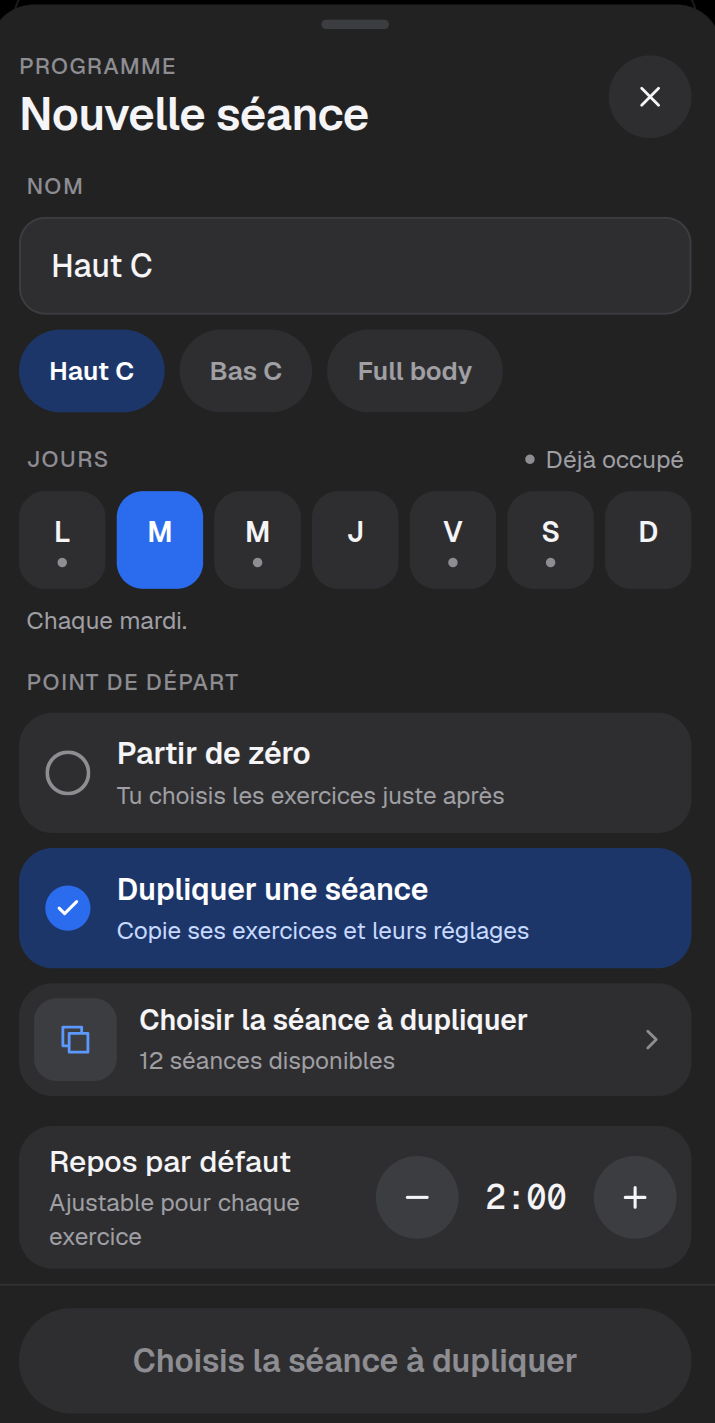 PROGRAMME
Nouvelle séance
NOM
Haut C
Haut C Bas C Full body
JOURS Déjà occupé
L M M J V S D
Chaque mardi.
POINT DE DÉPART
Partir de zéro
Tu choisis les exercices juste après
Dupliquer une séance
Copie ses exercices et leurs réglages
Choisir la séance à dupliquer
12 séances disponibles
Repos par défaut
Ajustable pour chaque
exercice
2:00
Choisis la séance à dupliquer